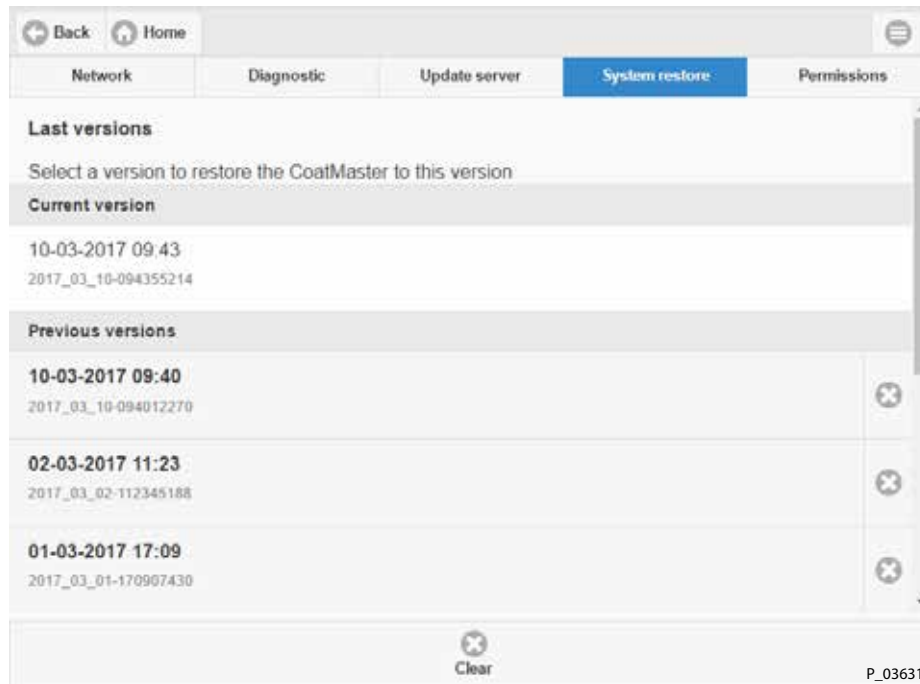 Back Home
Network Diagnostic Update server System restore Permissions
Last versions
Select a version to restore the CoatMaster to this version
Current version
10-03-2017 09:43
2017_03_10-094355214
Previous versions
10-03-2017 09:40
2017_03_10-094012270
02-03-2017 11:23
2017_03_02-112345188
01-03-2017 17:09
2017_03_01-170907430
Clear
P_03631